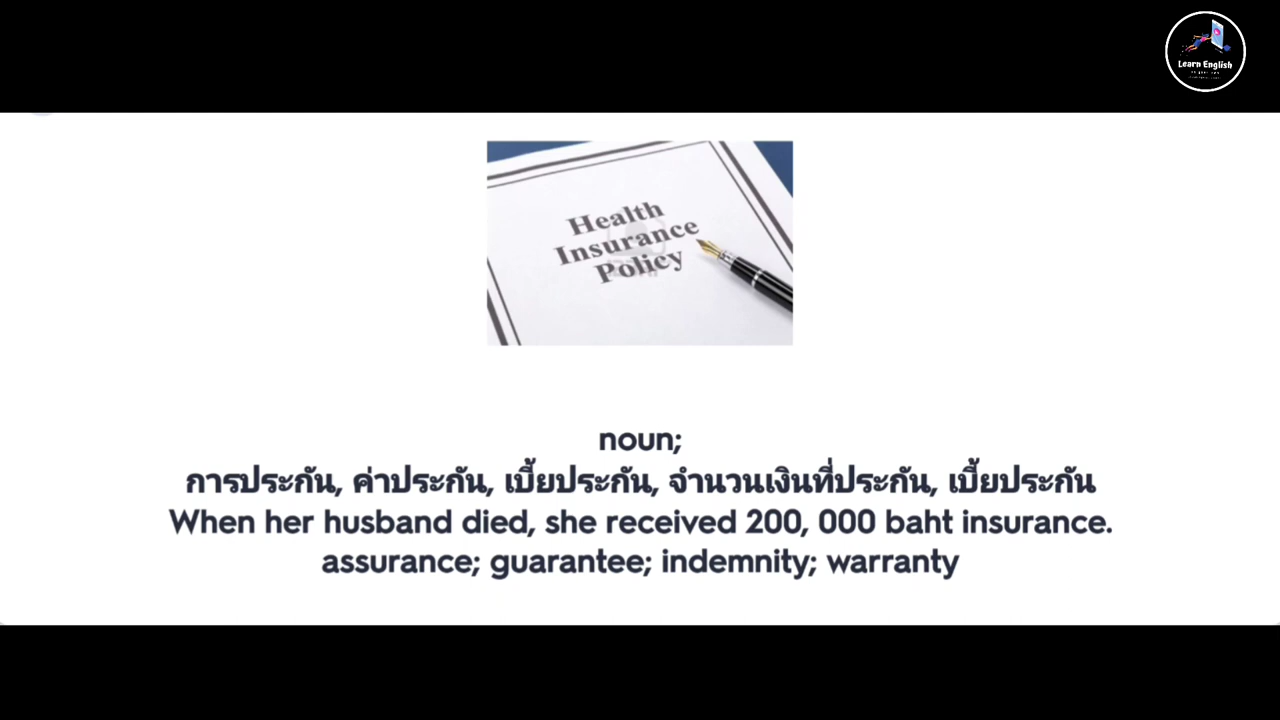 Learn English
Health
Insurance
Policy
noun;
การประกัน, ค่าประกัน, เบี้ยประกัน, จำนวนเงินที่ประกัน, เบี้ยประกัน
When her husband died, she received 200, 000 baht insurance.
assurance; guarantee; indemnity; warranty